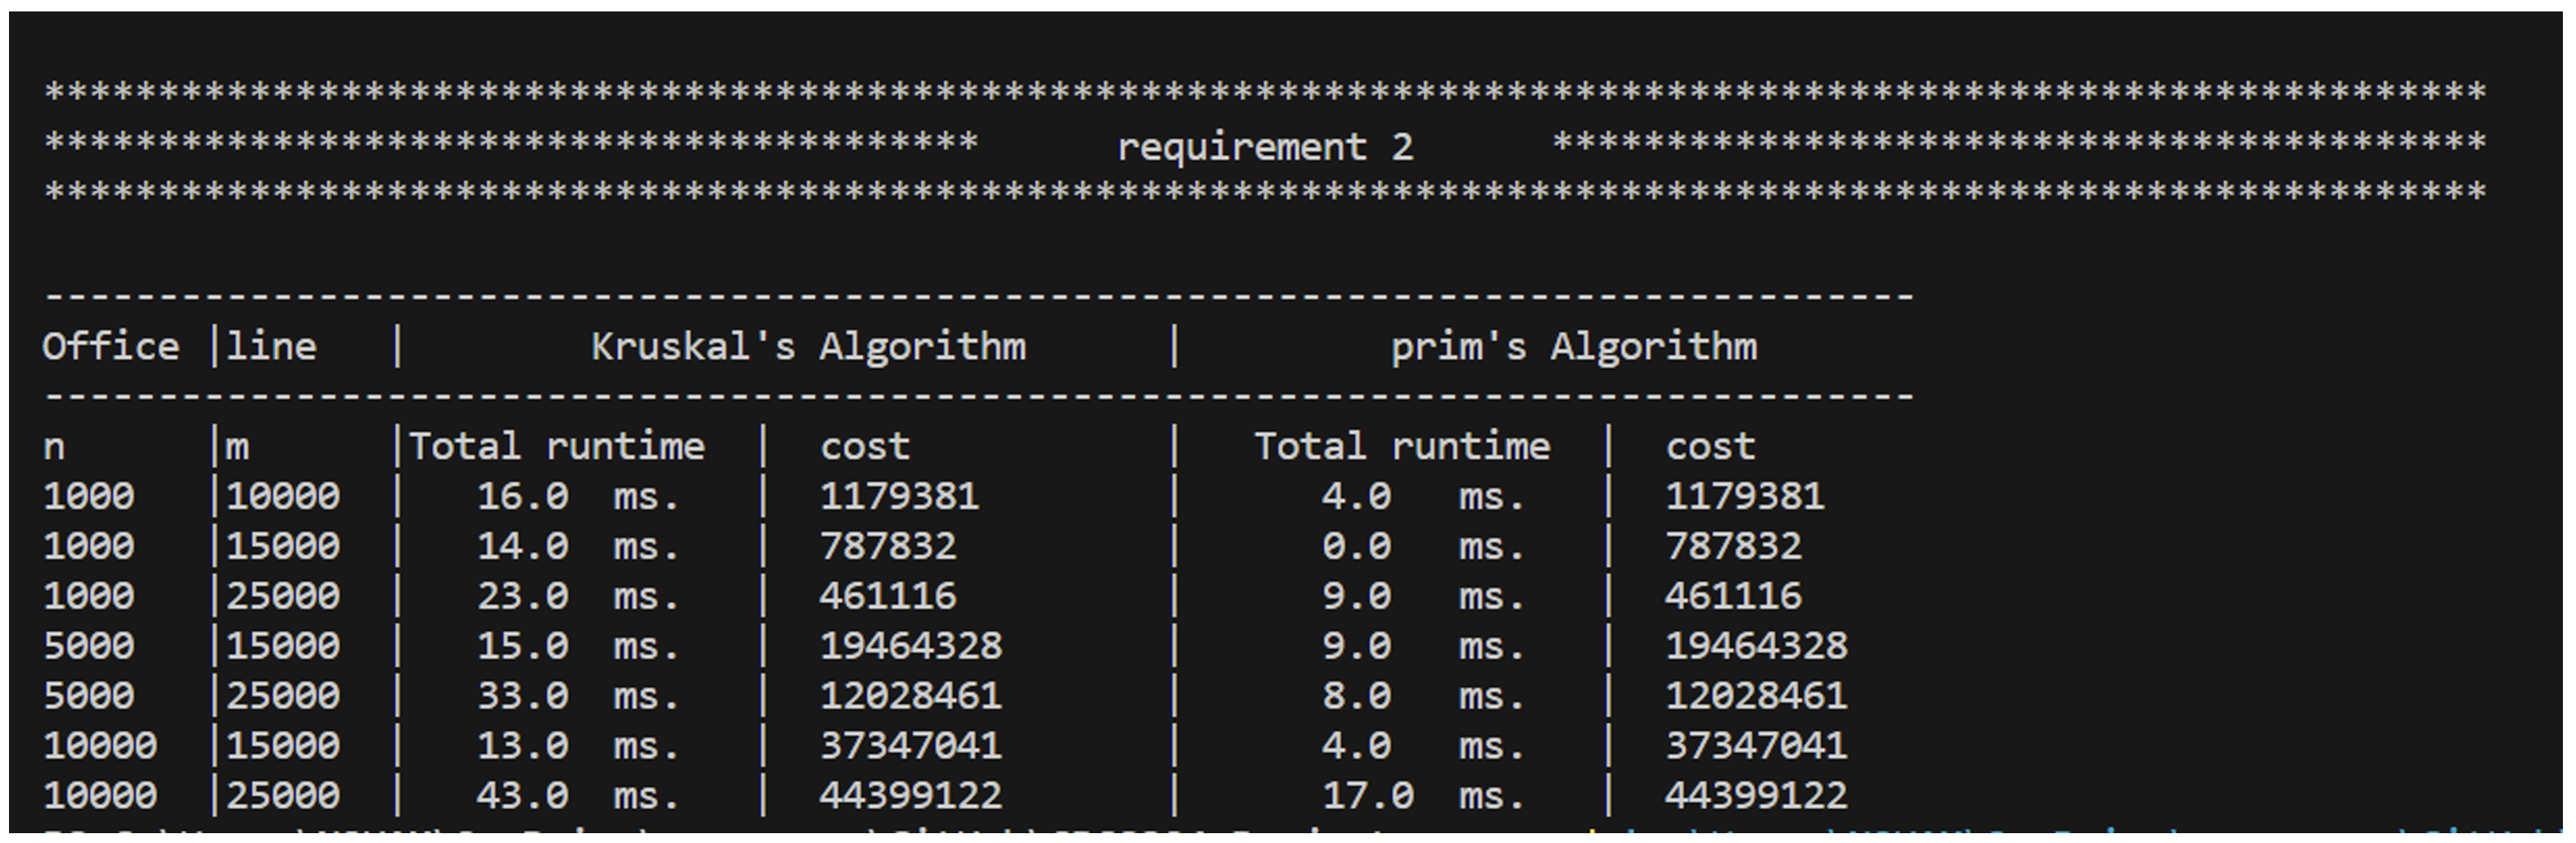 ***********************************************************************************************************
*****************************************      requirement 2      *****************************************
***********************************************************************************************************
----------------------------------------------------------------------------------
Office |line   |        Kruskal's Algorithm      |         prim's Algorithm
----------------------------------------------------------------------------------
n      |m      |Total runtime  |  cost           |   Total runtime  |  cost
1000   |10000  |   16.0  ms.   |  1179381        |      4.0   ms.   |  1179381
1000   |15000  |   14.0  ms.   |  787832         |      0.0   ms.   |  787832
1000   |25000  |   23.0  ms.   |  461116         |      9.0   ms.   |  461116
5000   |15000  |   15.0  ms.   |  19464328       |      9.0   ms.   |  19464328
5000   |25000  |   33.0  ms.   |  12028461       |      8.0   ms.   |  12028461
10000  |15000  |   13.0  ms.   |  37347041       |      4.0   ms.   |  37347041
10000  |25000  |   43.0  ms.   |  44399122       |      17.0  ms.   |  44399122